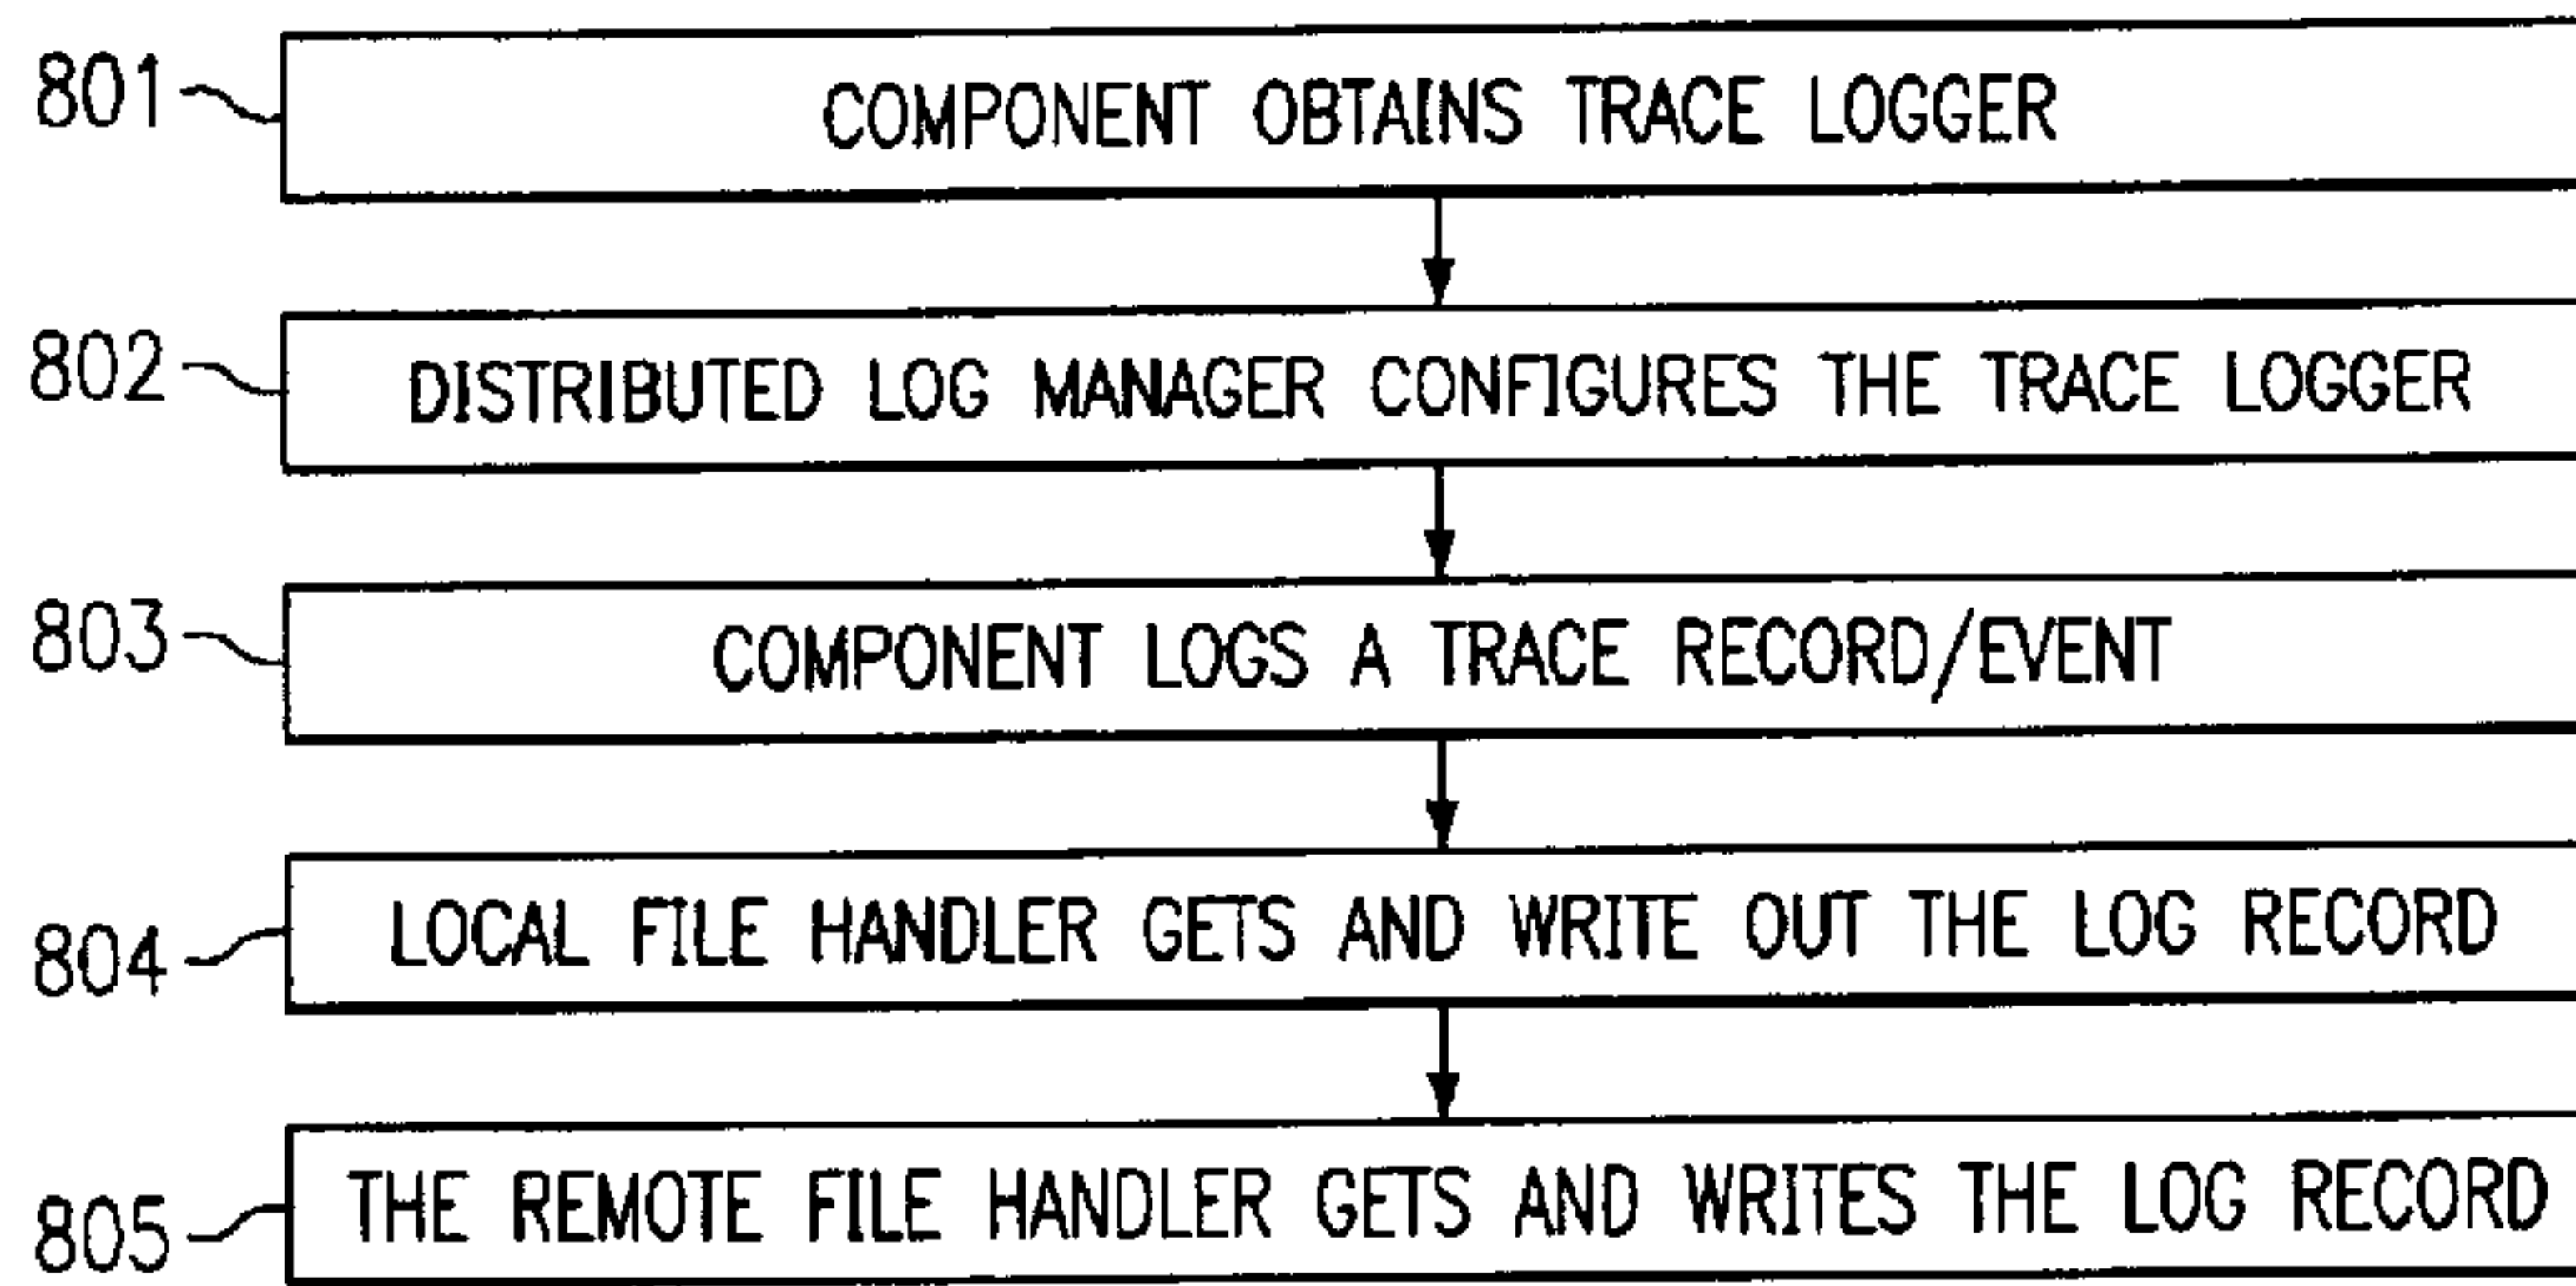 801 COMPONENT OBTAINS TRACE LOGGER
802 DISTRIBUTED LOG MANAGER CONFIGURES THE TRACE LOGGER
803 COMPONENT LOGS A TRACE RECORD/EVENT
804 LOCAL FILE HANDLER GETS AND WRITE OUT THE LOG RECORD
805 THE REMOTE FILE HANDLER GETS AND WRITES THE LOG RECORD